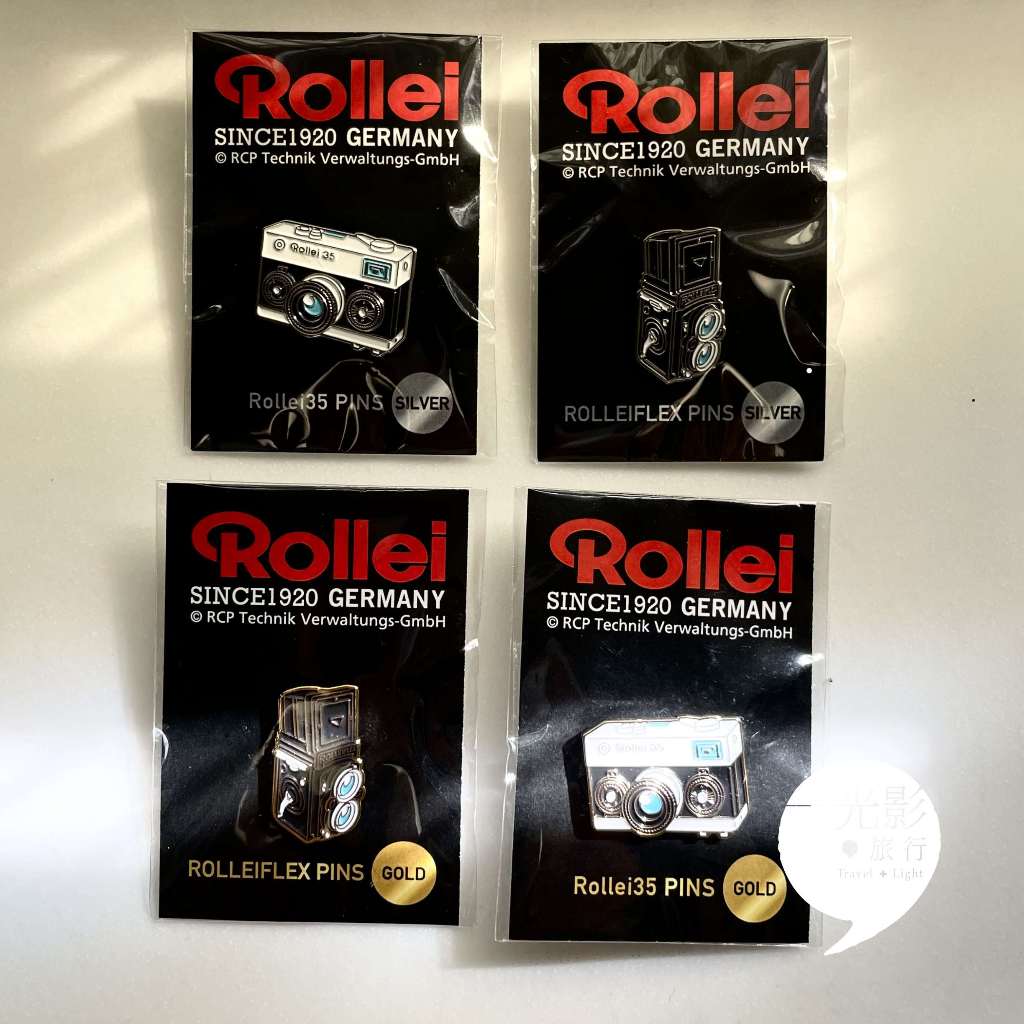 Rollei
SINCE1920 GERMANY
© RCP Technik Verwaltungs-GmbH
Rollei 35
Rollei35 PINS SILVER
Rollei
SINCE1920 GERMANY
© RCP Technik Verwaltungs-GmbH
ROLLEIFLEX PINS SILVER
Rollei
SINCE1920 GERMANY
© RCP Technik Verwaltungs-GmbH
ROLLEIFLEX PINS GOLD
Rollei
SINCE1920 GERMANY
© RCP Technik Verwaltungs-GmbH
Rollei 35
Rollei35 PINS GOLD
光影
旅行
Travel + Light